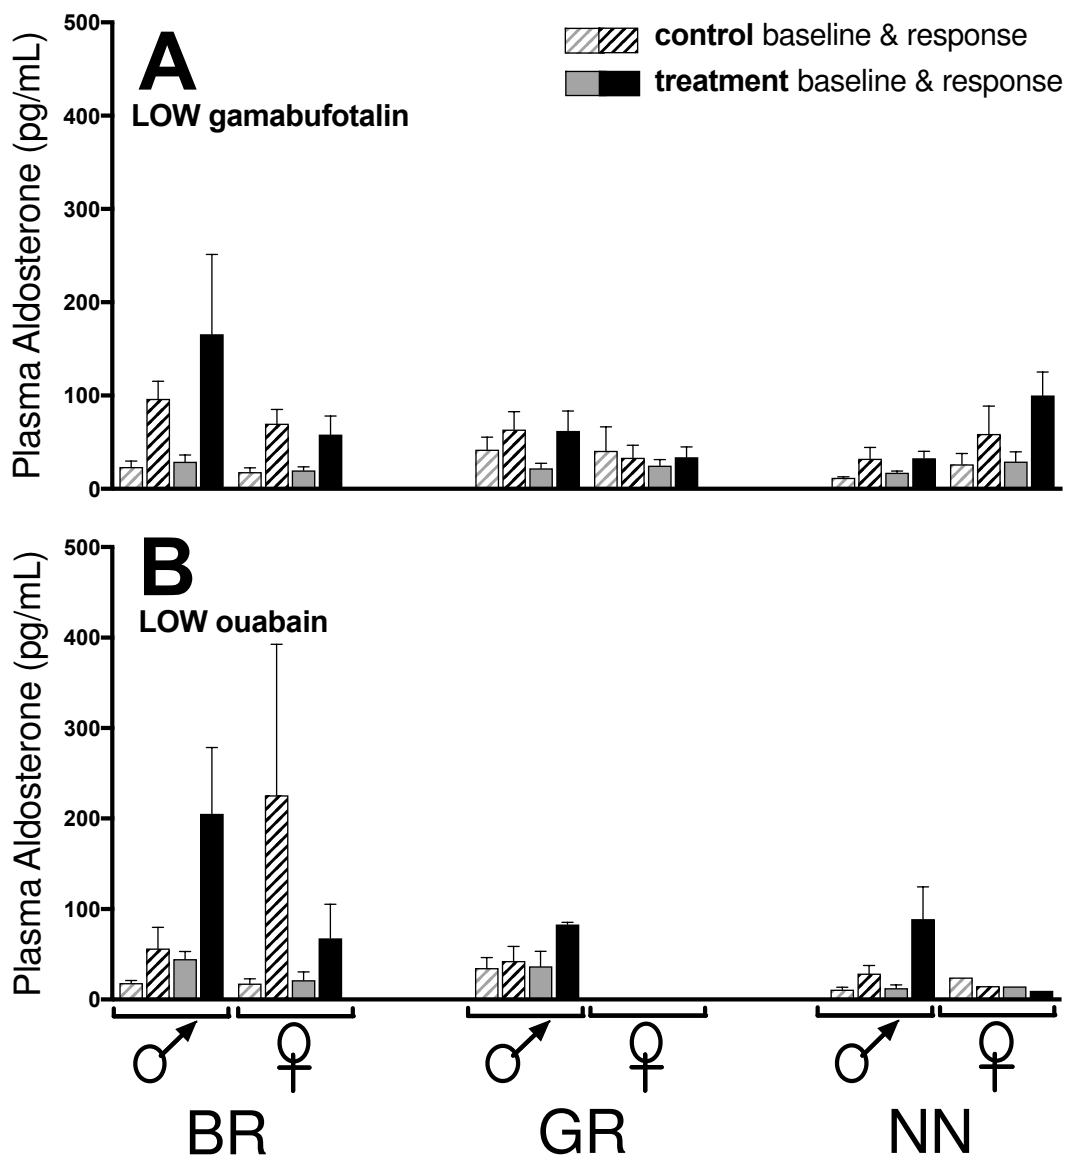 A
LOW gamabufotalin
control baseline & response
treatment baseline & response
Plasma Aldosterone (pg/mL)
500
400
300
200
100
0
B
LOW ouabain
Plasma Aldosterone (pg/mL)
500
400
300
200
100
0
♂ ♀ ♂ ♀ ♂ ♀
BR GR NN